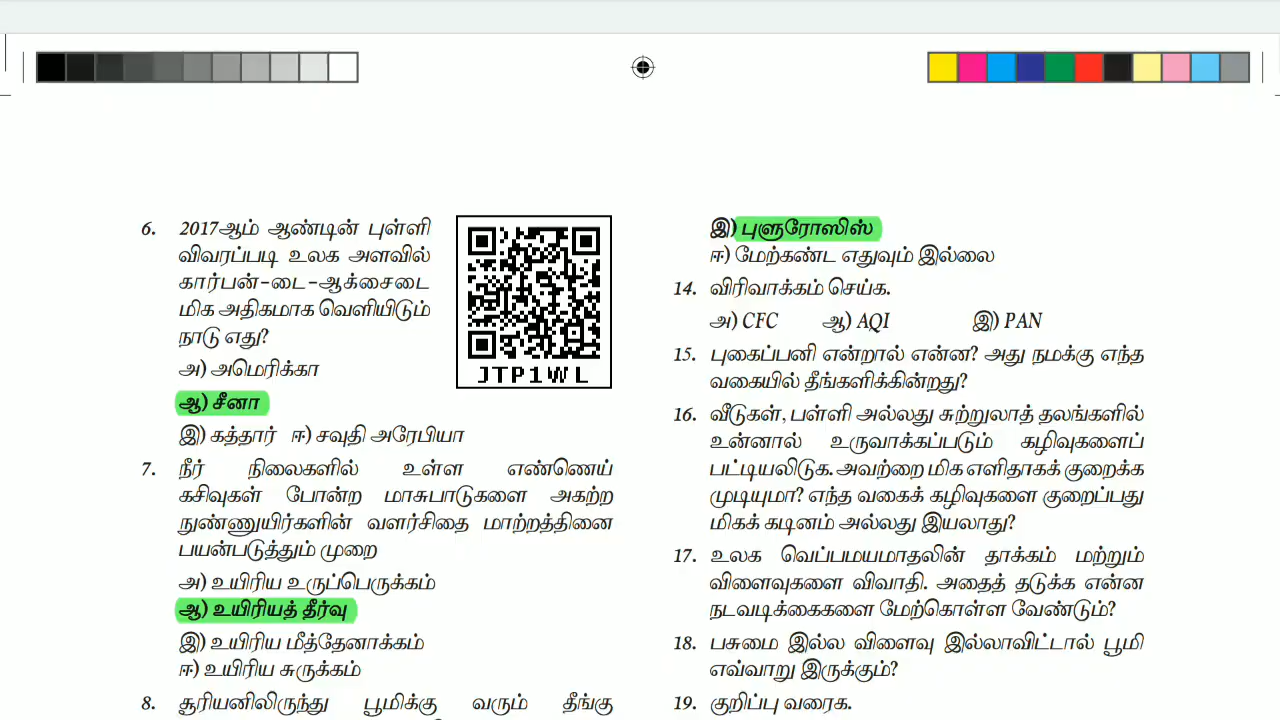 6. 2017ஆம் ஆண்டின் புள்ளி
விவரப்படி உலக அளவில்
கார்பன்-டை-ஆக்சைடை
மிக அதிகமாக வெளியிடும்
நாடு எது?
அ) அமெரிக்கா
ஆ) சீனா
இ) கத்தார் ஈ) சவுதி அரேபியா
JTP1WL
7. நீர் நிலைகளில் உள்ள எண்ணெய்
கசிவுகள் போன்ற மாசுபாடுகளை அகற்ற
நுண்ணுயிர்களின் வளர்சிதை மாற்றத்தினை
பயன்படுத்தும் முறை
அ) உயிரிய உருப்பெருக்கம்
ஆ) உயிரியத் தீர்வு
இ) உயிரிய மீத்தேனாக்கம்
ஈ) உயிரிய சுருக்கம்
8. சூரியனிலிருந்து பூமிக்கு வரும் தீங்கு
இ) புளுரோஸிஸ்
ஈ) மேற்கண்ட எதுவும் இல்லை
14. விரிவாக்கம் செய்க.
அ) CFC ஆ) AQI இ) PAN
15. புகைப்பனி என்றால் என்ன? அது நமக்கு எந்த
வகையில் தீங்களிக்கின்றது?
16. வீடுகள், பள்ளி அல்லது சுற்றுலாத் தலங்களில்
உன்னால் உருவாக்கப்படும் கழிவுகளைப்
பட்டியலிடுக. அவற்றை மிக எளிதாகக் குறைக்க
முடியுமா? எந்த வகைக் கழிவுகளை குறைப்பது
மிகக் கடினம் அல்லது இயலாது?
17. உலக வெப்பமயமாதலின் தாக்கம் மற்றும்
விளைவுகளை விவாதி. அதைத் தடுக்க என்ன
நடவடிக்கைகளை மேற்கொள்ள வேண்டும்?
18. பசுமை இல்ல விளைவு இல்லாவிட்டால் பூமி
எவ்வாறு இருக்கும்?
19. குறிப்பு வரைக.